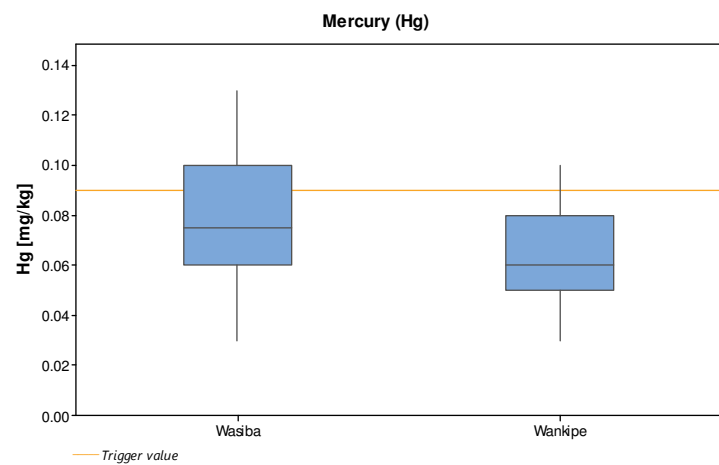 Mercury (Hg)
Hg [mg/kg]
0.14
0.12
0.10
0.08
0.06
0.04
0.02
0.00
Wasiba
Wankipe
Trigger value